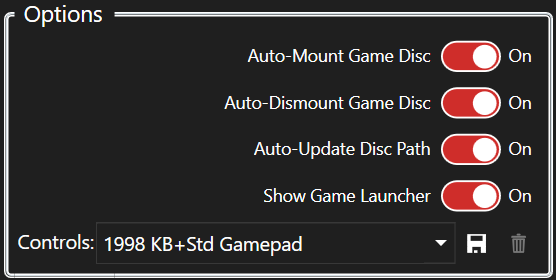 Options
Auto-Mount Game Disc On
Auto-Dismount Game Disc On
Auto-Update Disc Path On
Show Game Launcher On
Controls: 1998 KB+Std Gamepad